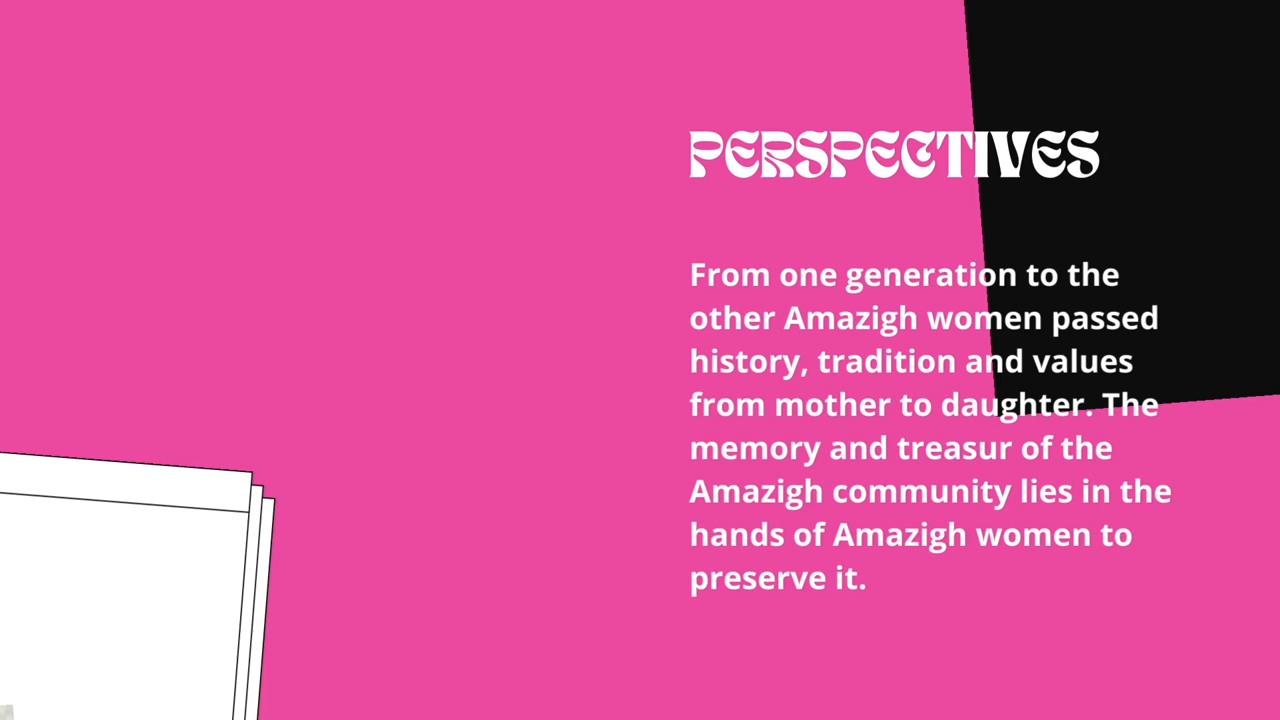 PERSPECTIVES
From one generation to the
other Amazigh women passed
history, tradition and values
from mother to daughter. The
memory and treasur of the
Amazigh community lies in the
hands of Amazigh women to
preserve it.